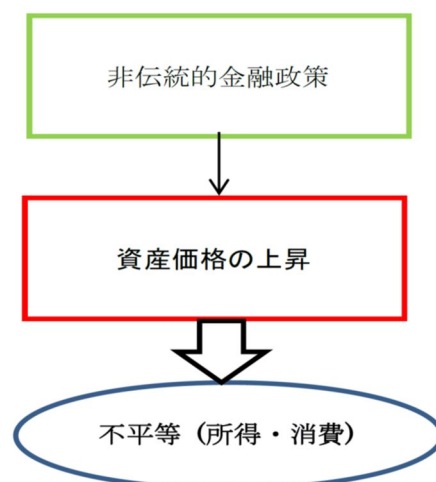 非伝統的金融政策
資産価格の上昇
不平等（所得・消費）